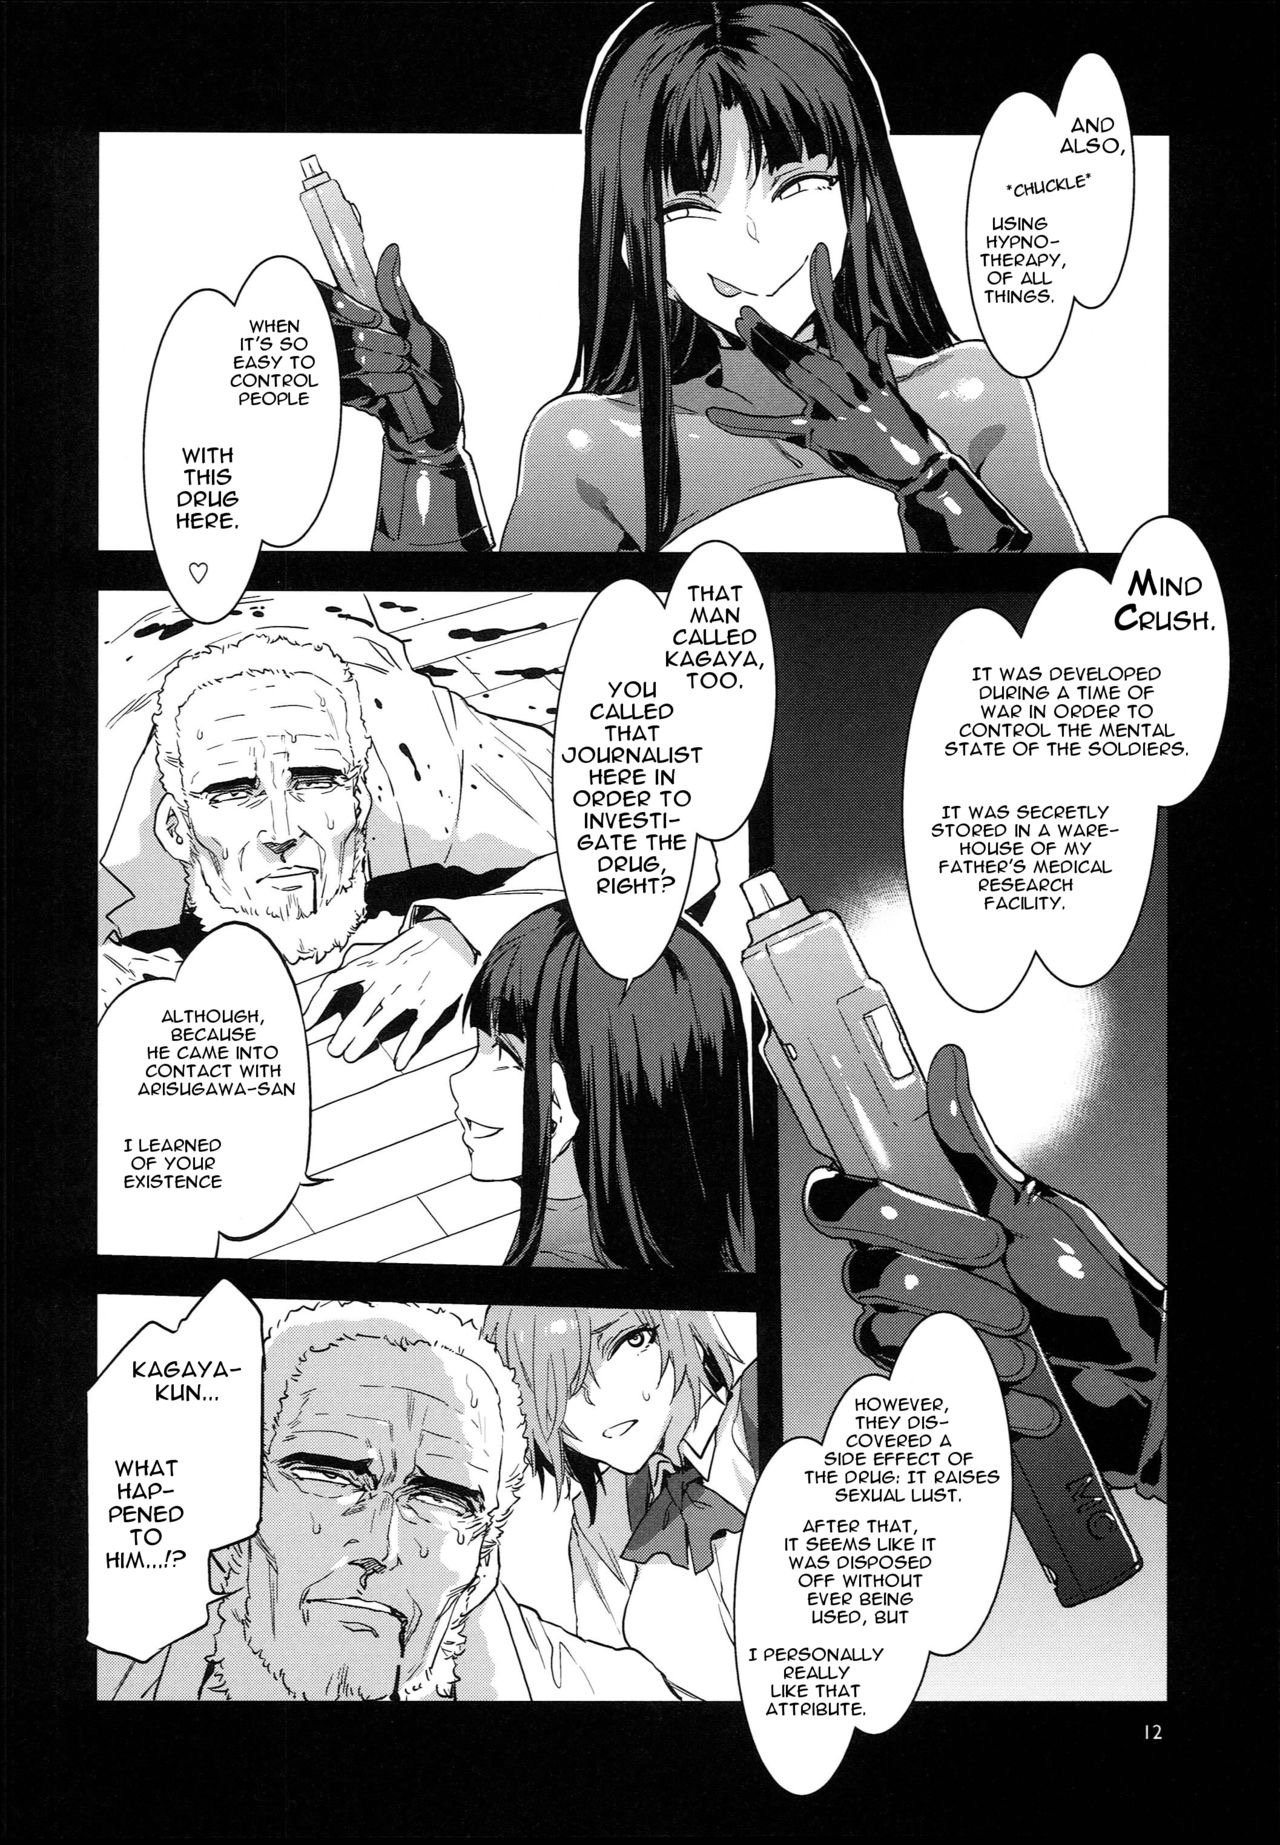 AND
ALSO,
*CHUCKLE*
USING
HYPNO-
THERAPY,
OF ALL
THINGS.
WHEN
IT'S SO
EASY TO
CONTROL
PEOPLE
WITH
THIS
DRUG
HERE.
♡
MIND
CRUSH.
IT WAS DEVELOPED
DURING A TIME OF
WAR IN ORDER TO
CONTROL THE MENTAL
STATE OF THE SOLDIERS.
IT WAS SECRETLY
STORED IN A WARE-
HOUSE OF MY
FATHER'S MEDICAL
RESEARCH
FACILITY.
MC
HOWEVER,
THEY DIS-
COVERED A
SIDE EFFECT OF
THE DRUG: IT RAISES
SEXUAL LUST.
AFTER THAT,
IT SEEMS LIKE IT
WAS DISPOSED
OFF WITHOUT
EVER BEING
USED, BUT
I PERSONALLY
REALLY
LIKE THAT
ATTRIBUTE.
THAT
MAN
CALLED
KAGAYA,
TOO.
YOU
CALLED
THAT
JOURNALIST
HERE IN
ORDER TO
INVESTI-
GATE THE
DRUG,
RIGHT?
ALTHOUGH,
BECAUSE
HE CAME INTO
CONTACT WITH
ARISUGAWA-SAN
I LEARNED
OF YOUR
EXISTENCE
KAGAYA-
KUN...
WHAT
HAP-
PENED
TO
HIM...!?
12